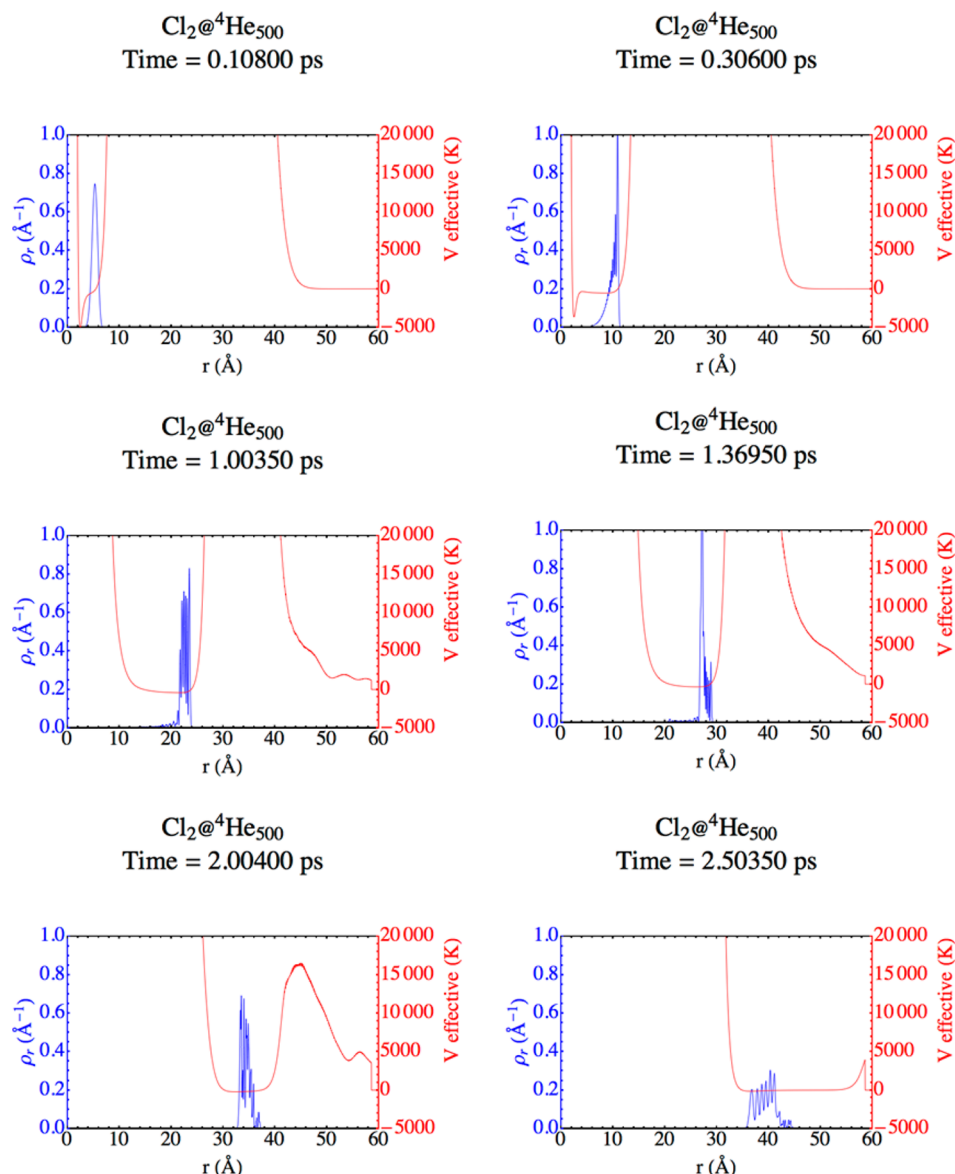 Cl₂@⁴He₅₀₀
Time = 0.10800 ps
1.0
0.8
0.6
0.4
0.2
0.0
ρᵣ (Å⁻¹)
20 000
15 000
10 000
5000
0
−5000
V effective (K)
0 10 20 30 40 50 60
r (Å)
Cl₂@⁴He₅₀₀
Time = 0.30600 ps
1.0
0.8
0.6
0.4
0.2
0.0
ρᵣ (Å⁻¹)
20 000
15 000
10 000
5000
0
−5000
V effective (K)
0 10 20 30 40 50 60
r (Å)
Cl₂@⁴He₅₀₀
Time = 1.00350 ps
1.0
0.8
0.6
0.4
0.2
0.0
ρᵣ (Å⁻¹)
20 000
15 000
10 000
5000
0
−5000
V effective (K)
0 10 20 30 40 50 60
r (Å)
Cl₂@⁴He₅₀₀
Time = 1.36950 ps
1.0
0.8
0.6
0.4
0.2
0.0
ρᵣ (Å⁻¹)
20 000
15 000
10 000
5000
0
−5000
V effective (K)
0 10 20 30 40 50 60
r (Å)
Cl₂@⁴He₅₀₀
Time = 2.00400 ps
1.0
0.8
0.6
0.4
0.2
0.0
ρᵣ (Å⁻¹)
20 000
15 000
10 000
5000
0
−5000
V effective (K)
0 10 20 30 40 50 60
r (Å)
Cl₂@⁴He₅₀₀
Time = 2.50350 ps
1.0
0.8
0.6
0.4
0.2
0.0
ρᵣ (Å⁻¹)
20 000
15 000
10 000
5000
0
−5000
V effective (K)
0 10 20 30 40 50 60
r (Å)